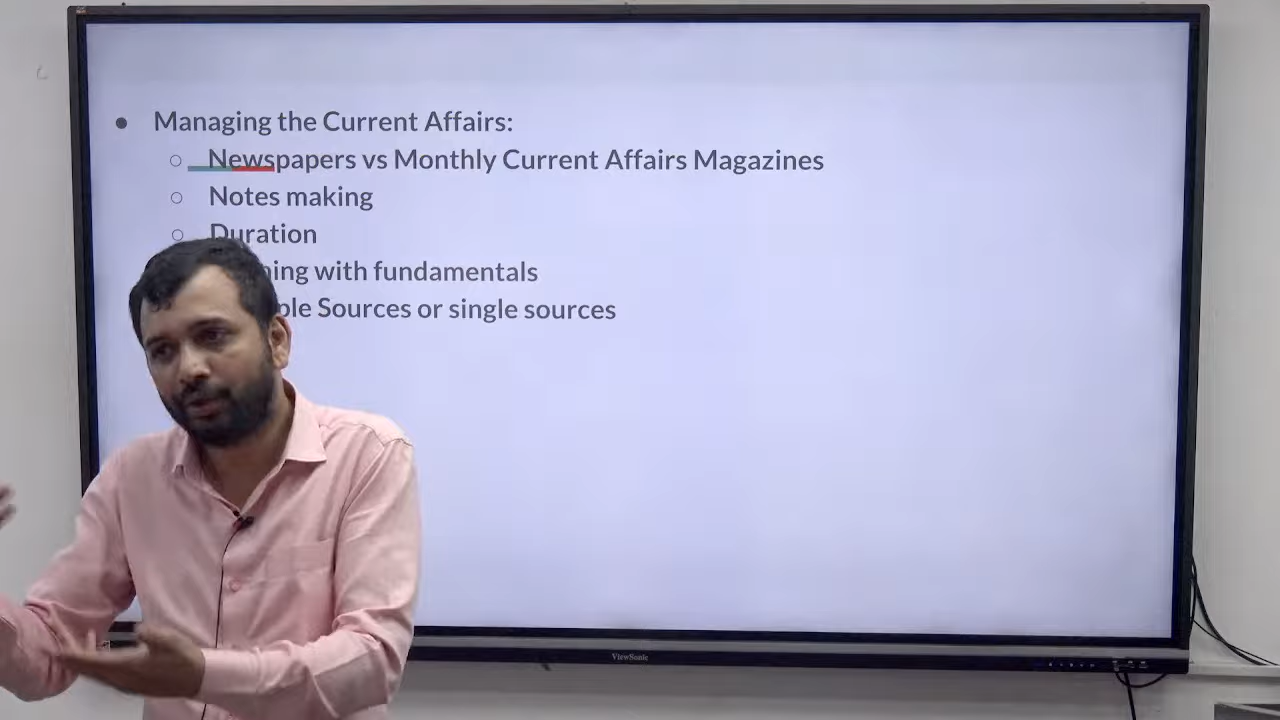 Managing the Current Affairs:
Newspapers vs Monthly Current Affairs Magazines
Notes making
Duration
with fundamentals
Sources or single sources
ViewSonic